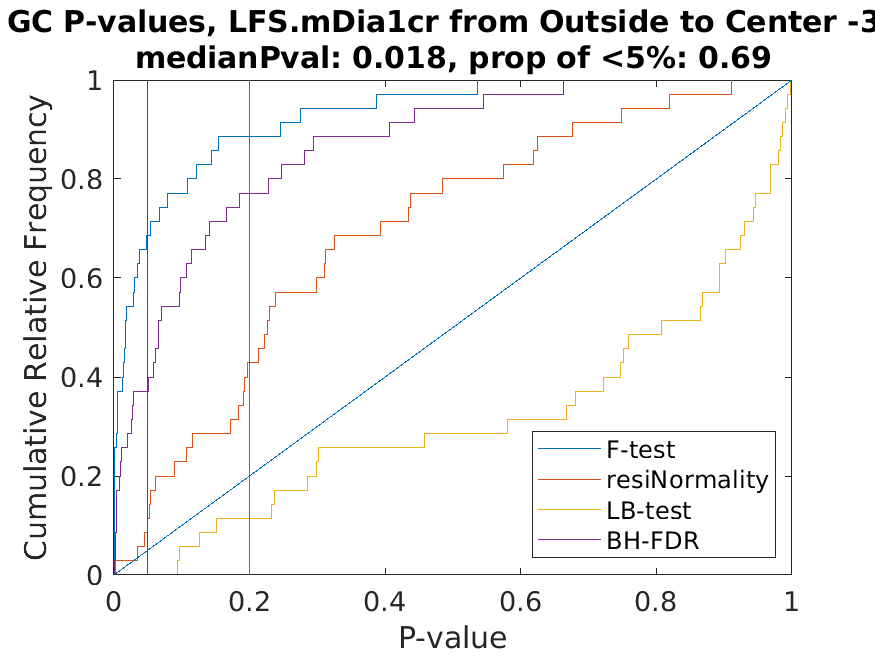 GC P-values, LFS.mDia1cr from Outside to Center -3
medianPval: 0.018, prop of <5%: 0.69
Cumulative Relative Frequency
1
0.8
0.6
0.4
0.2
0
0 0.2 0.4 0.6 0.8 1
P-value
F-test
resiNormality
LB-test
BH-FDR